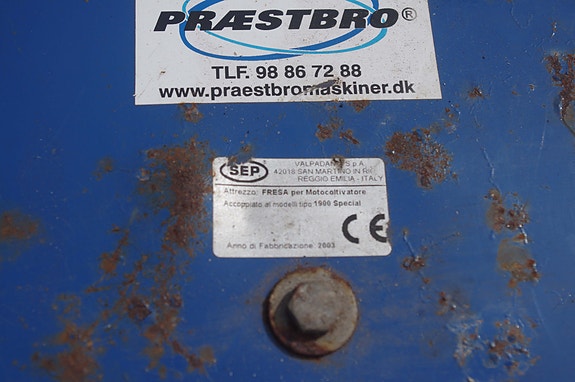 PRÆSTBRO®
TLF. 98 86 72 88
www.praestbromaskiner.dk
SEP
VALPADANA S.p.A.
42018 SAN MARTINO IN RIO
REGGIO EMILIA - ITALY
Attrezzo: FRESA per Motocoltivatore
Accoppiato ai modelli tipo 1980 Special
CE
Anno di Fabbricazione: 2003